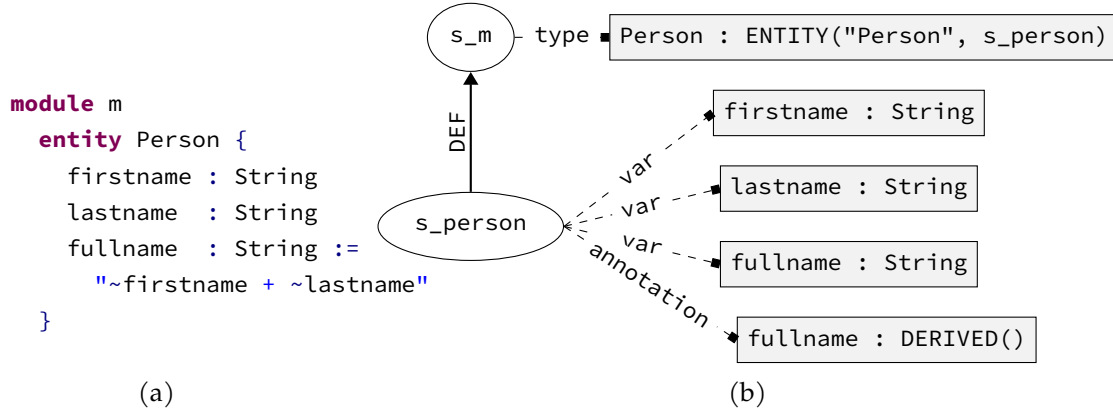 module m
entity Person {
firstname : String
lastname  : String
fullname  : String :=
"~firstname + ~lastname"
}
(a)
s_m
type
Person : ENTITY("Person", s_person)
DEF
s_person
var
firstname : String
var
lastname : String
var
fullname : String
annotation
fullname : DERIVED()
(b)